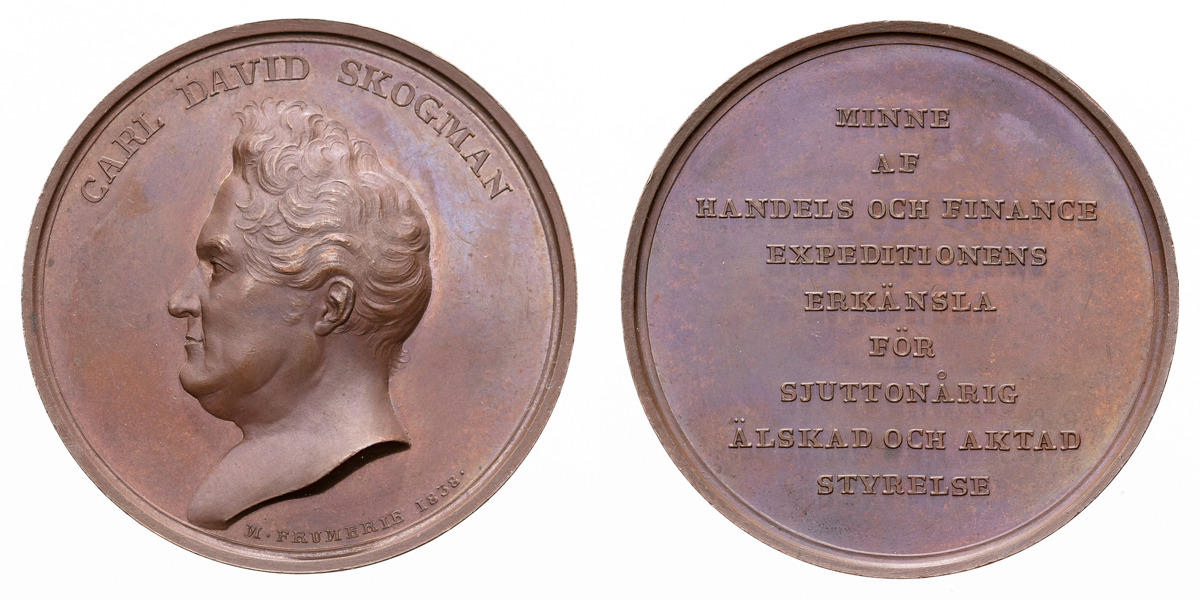 CARL DAVID SKOGMAN
M. FRUMERIE 1838.
MINNE
AF
HANDELS OCH FINANCE
EXPEDITIONENS
ERKÄNSLA
FÖR
SJUTTONÅRIG
ÄLSKAD OCH AKTAD
STYRELSE